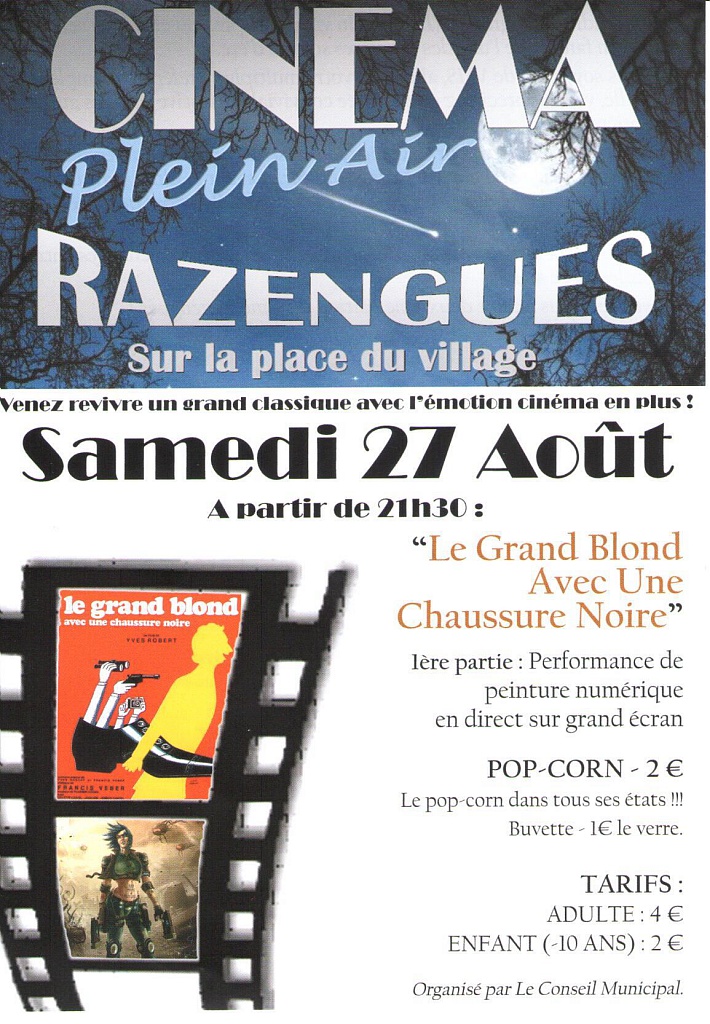 CINEMA
Plein Air
RAZENGUES
Sur la place du village
Venez revivre un grand classique avec l'émotion cinéma en plus !
Samedi 27 Août
A partir de 21h30 :
"Le Grand Blond
Avec Une
Chaussure Noire"
1ère partie : Performance de
peinture numérique
en direct sur grand écran
POP-CORN - 2 €
Le pop-corn dans tous ses états !!!
Buvette - 1€ le verre.
TARIFS :
ADULTE : 4 €
ENFANT (-10 ANS) : 2 €
Organisé par Le Conseil Municipal.
le grand blond
avec une chaussure noire
YVES ROBERT
FRANCIS VEBER